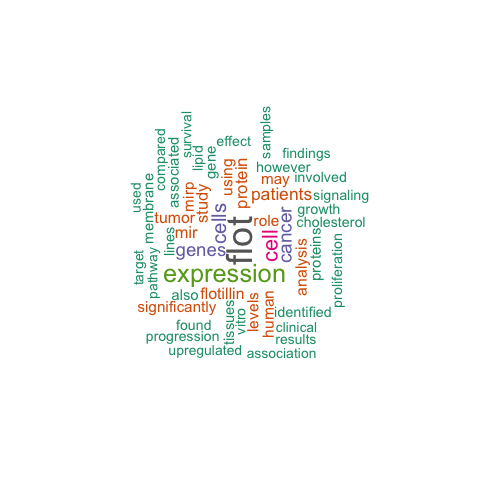 samples
survival
effect
compared
associated
lipid
gene
findings
however
using
protein
may
involved
used
membrane
mirp
study
patients
signaling
tumor
cells
growth
role
cholesterol
mir
lines
genes
flot
cell
cancer
analysis
proteins
target
pathway
expression
proliferation
also
flotillin
significantly
tissues
vitro
levels
human
identified
found
clinical
progression
results
upregulated
association